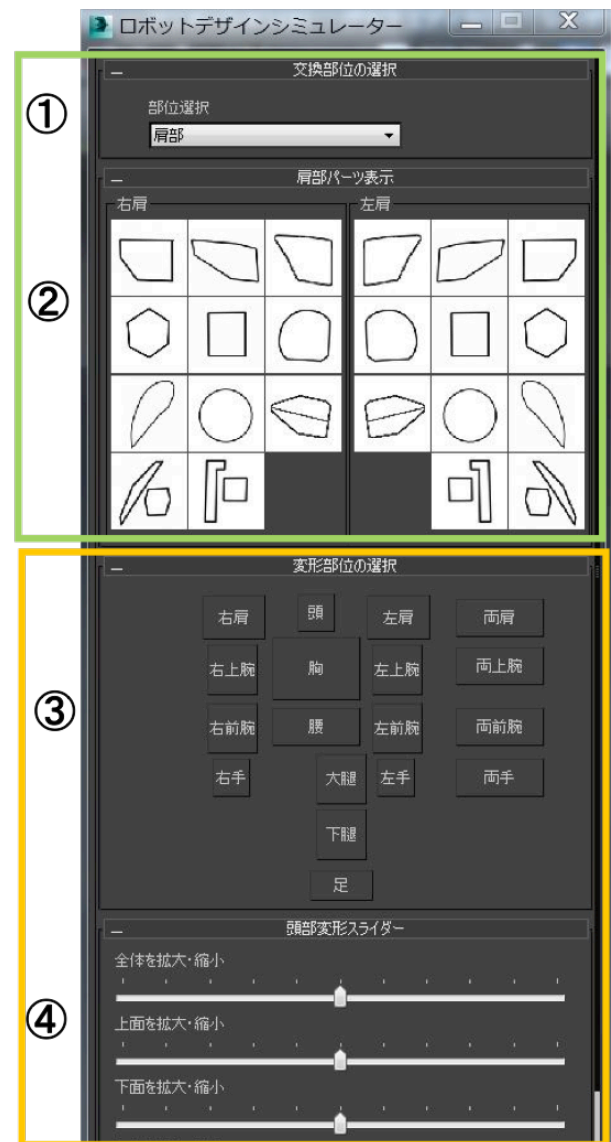 ロボットデザインシミュレーター
交換部位の選択
①
部位選択
肩部
肩部パーツ表示
右肩 左肩
②
変形部位の選択
右肩 頭 左肩 両肩
右上腕 胸 左上腕 両上腕
③
右前腕 腰 左前腕 両前腕
右手 大腿 左手 両手
下腿
足
頭部変形スライダー
全体を拡大・縮小
④
上面を拡大・縮小
下面を拡大・縮小